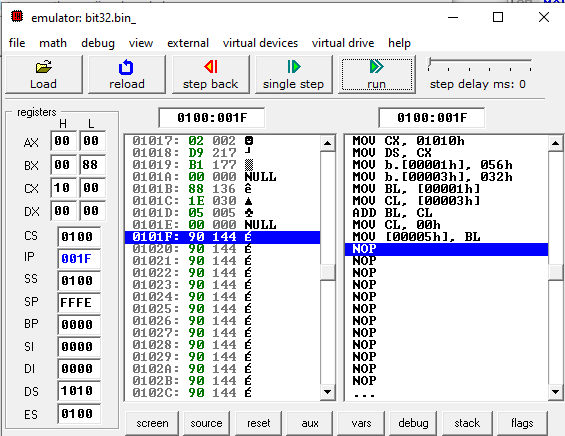 emulator: bit32.bin_
file math debug view external virtual devices virtual drive help
Load reload step back single step run step delay ms: 0
registers
H L
AX 00 00
BX 00 88
CX 10 00
DX 00 00
CS 0100
IP 001F
SS 0100
SP FFFE
BP 0000
SI 0000
DI 0000
DS 1010
ES 0100
0100:001F
01017: 02 002 ☻
01018: D9 217 ┘
01019: B1 177 ▒
0101A: 00 000 NULL
0101B: 88 136 ê
0101C: 1E 030 ▲
0101D: 05 005 ♣
0101E: 00 000 NULL
0101F: 90 144 É
01020: 90 144 É
01021: 90 144 É
01022: 90 144 É
01023: 90 144 É
01024: 90 144 É
01025: 90 144 É
01026: 90 144 É
01027: 90 144 É
01028: 90 144 É
01029: 90 144 É
0102A: 90 144 É
0102B: 90 144 É
0102C: 90 144 É
0100:001F
MOV CX, 01010h
MOV DS, CX
MOV b.[00001h], 056h
MOV b.[00003h], 032h
MOV BL, [00001h]
MOV CL, [00003h]
ADD BL, CL
MOV CL, 00h
MOV [00005h], BL
NOP
NOP
NOP
NOP
NOP
NOP
NOP
NOP
NOP
NOP
NOP
NOP
...
screen source reset aux vars debug stack flags